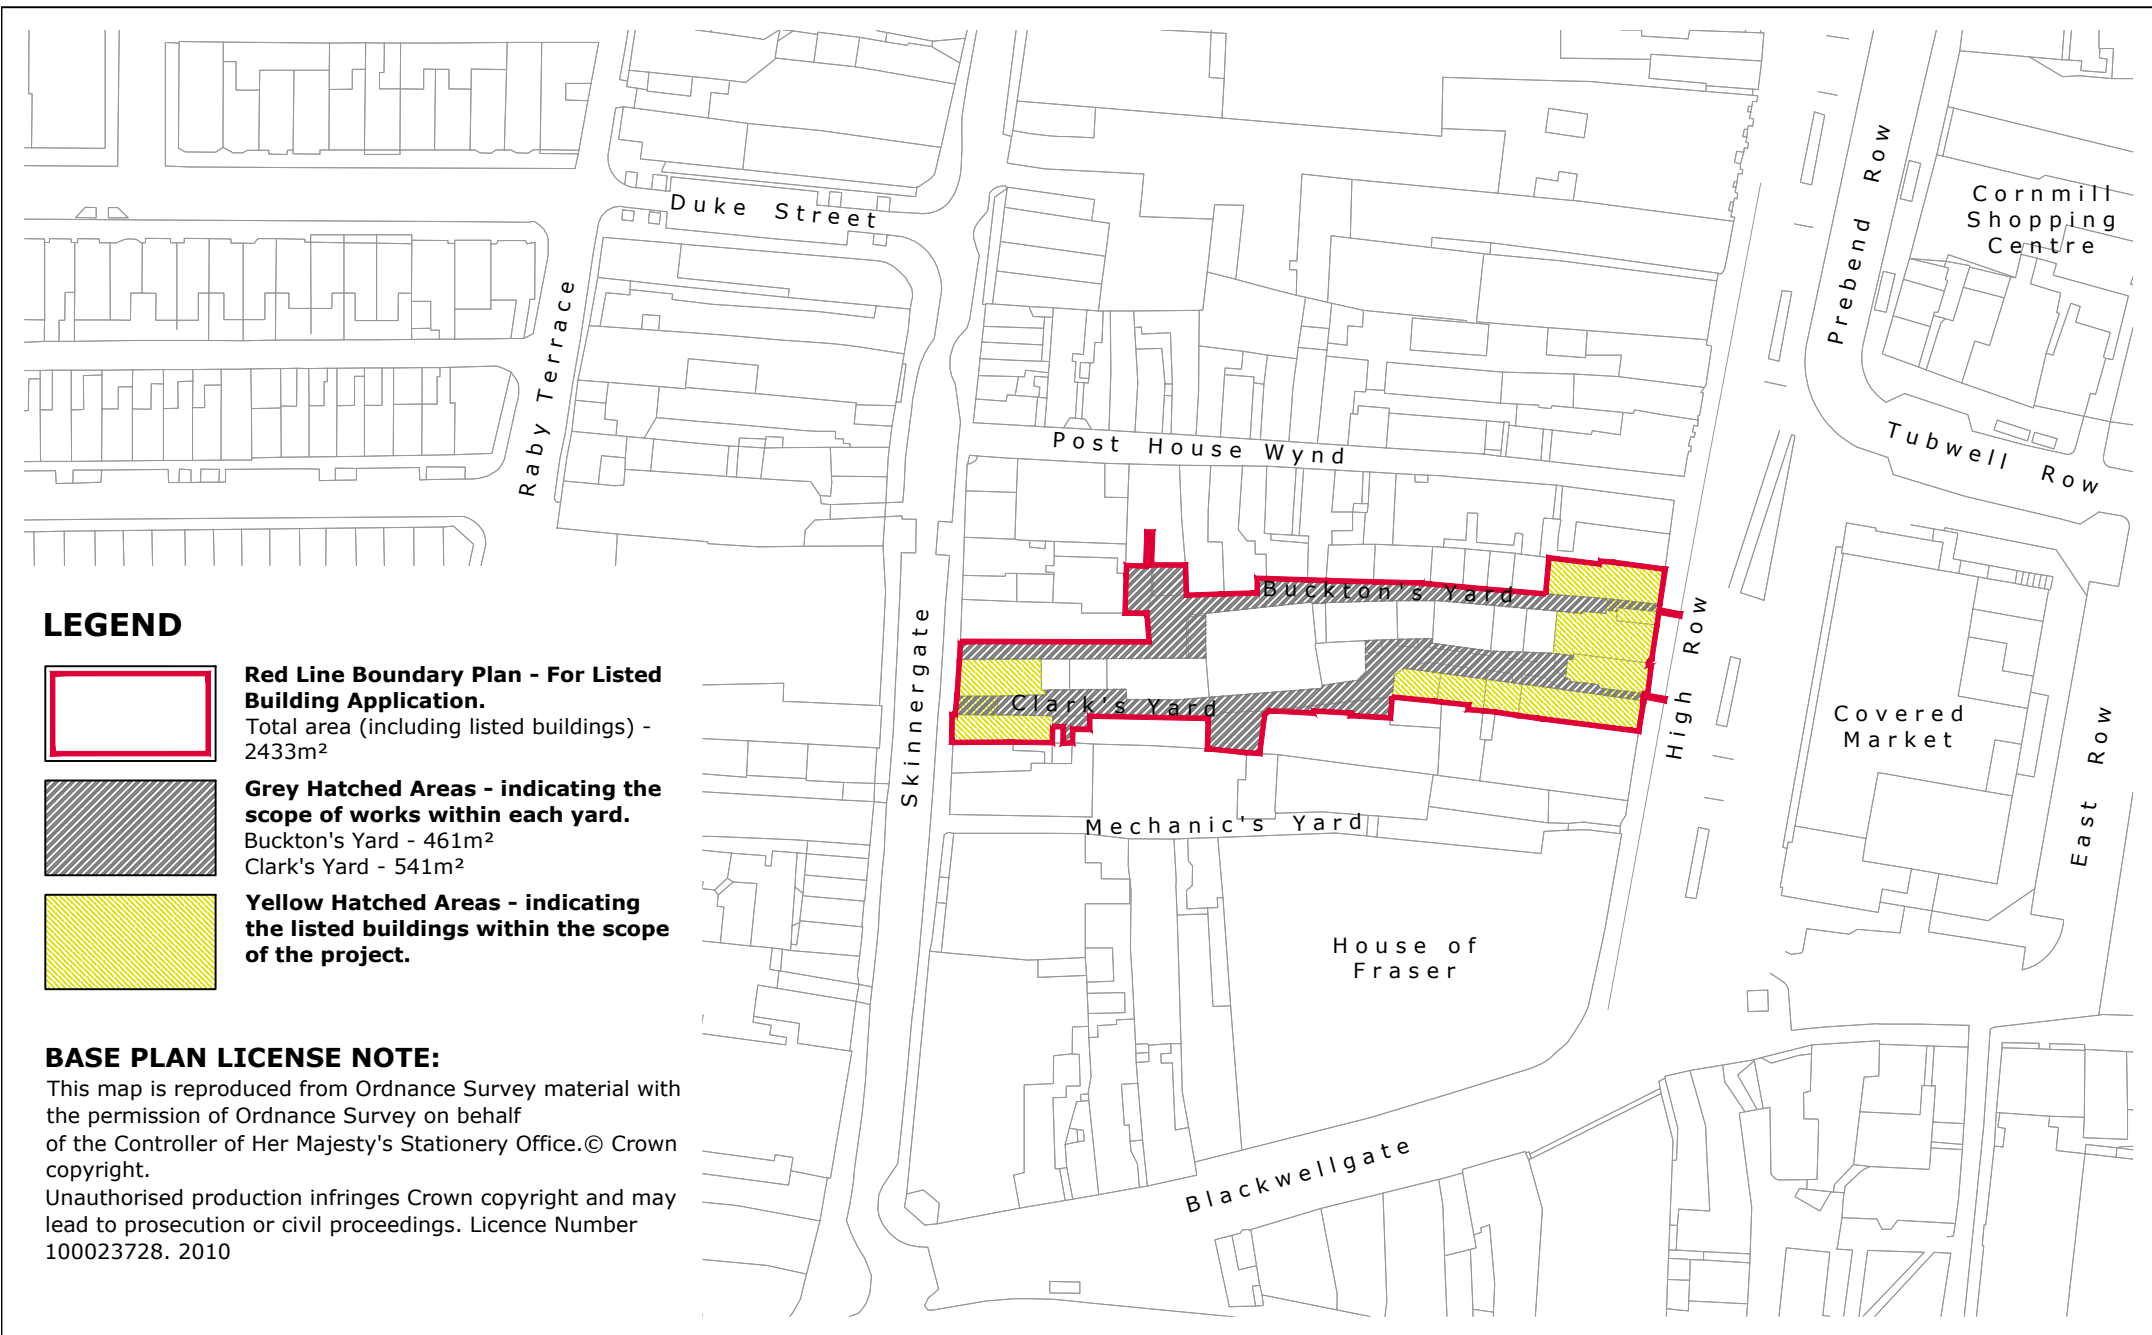 Duke Street
Raby Terrace
Post House Wynd
Prebend Row
Cornmill
Shopping
Centre
Tubwell Row
Buckton's Yard
Clark's Yard
Skinnergate
High Row
Covered
Market
East Row
Mechanic's Yard
House of
Fraser
Blackwellgate
LEGEND
Red Line Boundary Plan - For Listed
Building Application.
Total area (including listed buildings) -
2433m²
Grey Hatched Areas - indicating the
scope of works within each yard.
Buckton's Yard - 461m²
Clark's Yard - 541m²
Yellow Hatched Areas - indicating
the listed buildings within the scope
of the project.
BASE PLAN LICENSE NOTE:
This map is reproduced from Ordnance Survey material with
the permission of Ordnance Survey on behalf
of the Controller of Her Majesty's Stationery Office.© Crown
copyright.
Unauthorised production infringes Crown copyright and may
lead to prosecution or civil proceedings. Licence Number
100023728. 2010